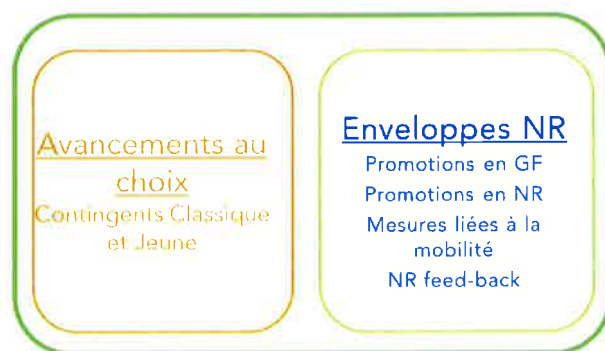 Avancements au
choix
Contingents Classique
et Jeune
Enveloppes NR
Promotions en GF
Promotions en NR
Mesures liées à la
mobilité
NR feed-back